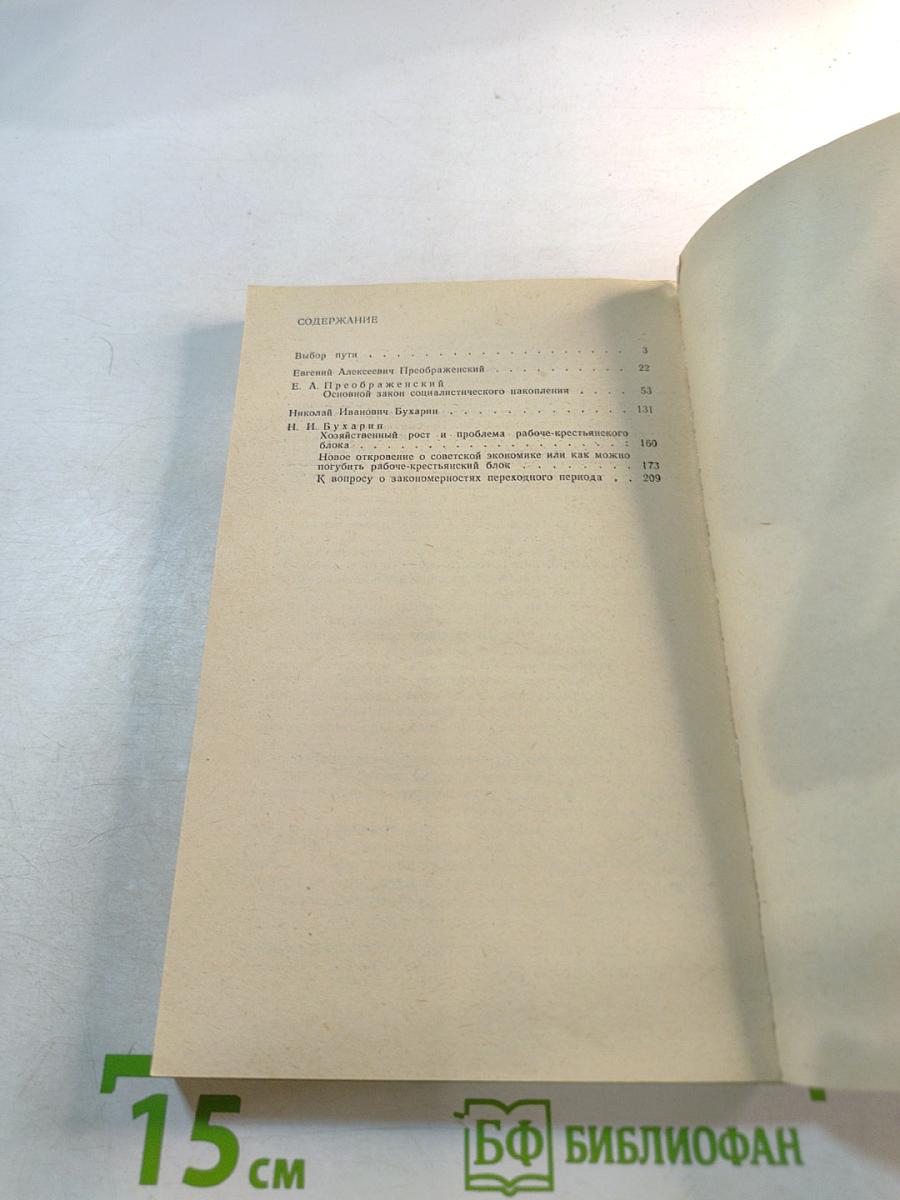 СОДЕРЖАНИЕ
Выбор пути . . . . . . . . . . . . . . . . . . . 3
Евгений Алексеевич Преображенский . . . . . . . . . . 22
Е. А. Преображенский
Основной закон социалистического накопления . . . . 53
Николай Иванович Бухарин . . . . . . . . . . . . . 131
Н. И. Бухарин
Хозяйственный рост и проблема рабоче-крестьянского
блока . . . . . . . . . . . . . . . . . . : 160
Новое откровение о советской экономике или как можно
погубить рабоче-крестьянский блок . . . . . . . . 173
К вопросу о закономерностях переходного периода . . 209
15 см
БФ БИБЛИОФАН